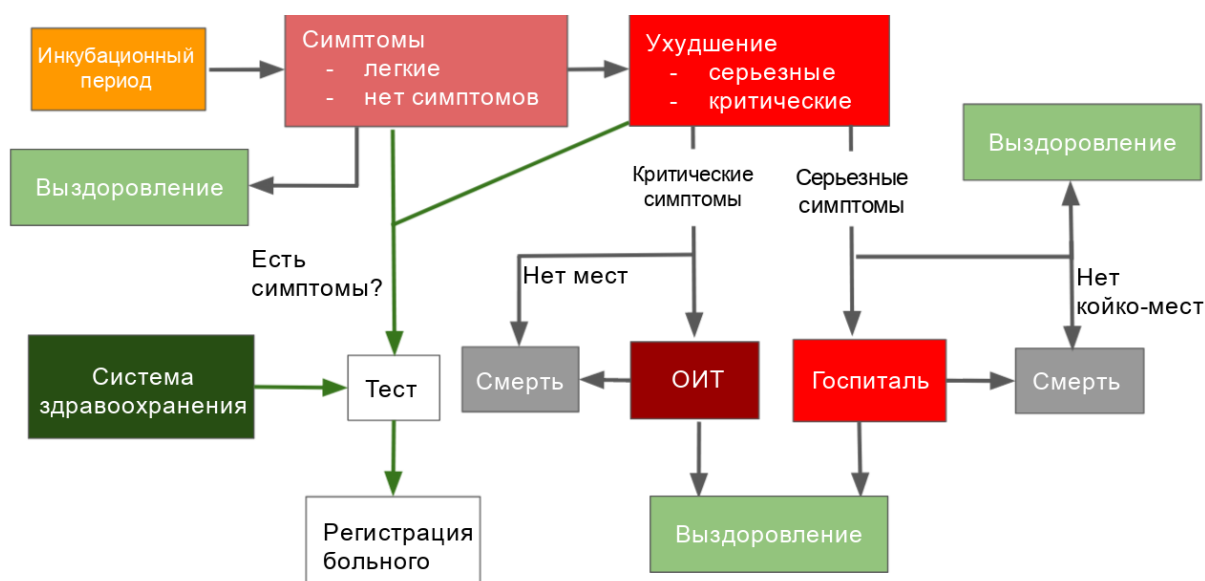 Инкубационный
период
Симптомы
- легкие
- нет симптомов
Ухудшение
- серьезные
- критические
Выздоровление
Выздоровление
Критические
симптомы
Серьезные
симптомы
Есть
симптомы?
Нет мест
Нет
койко-мест
Система
здравоохранения
Тест
Смерть
ОИТ
Госпиталь
Смерть
Регистрация
больного
Выздоровление